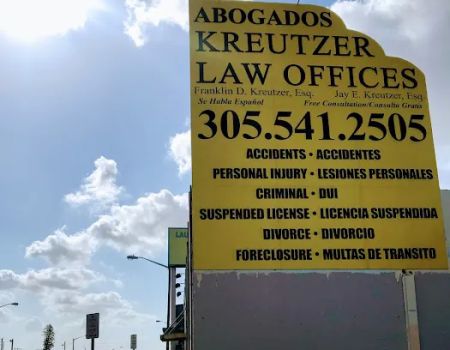 ABOGADOS
KREUTZER
LAW OFFICES
Franklin D. Kreutzer, Esq. Jay E. Kreutzer, Esq.
Se Habla Español Free Consultation/Consulta Gratis
305.541.2505
ACCIDENTS • ACCIDENTES
PERSONAL INJURY • LESIONES PERSONALES
CRIMINAL • DUI
SUSPENDED LICENSE • LICENCIA SUSPENDIDA
DIVORCE • DIVORCIO
FORECLOSURE • MULTAS DE TRANSITO